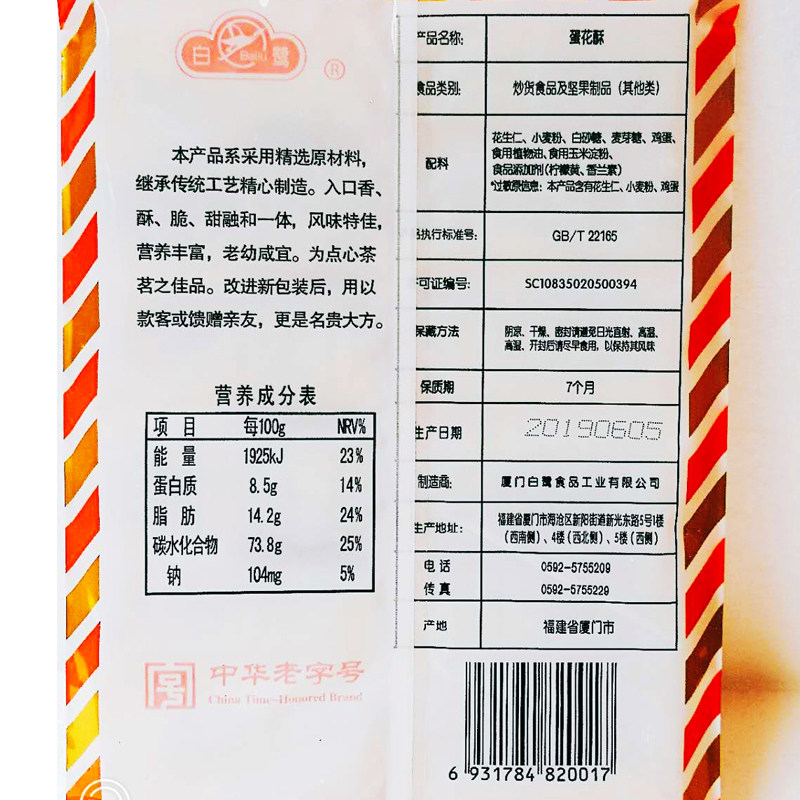 白 Bailu 鹭
®
本产品系采用精选原材料，
继承传统工艺精心制造。入口香、
酥、脆、甜融和一体，风味特佳，
营养丰富，老幼咸宜。为点心茶
茗之佳品。改进新包装后，用以
款客或馈赠亲友，更是名贵大方。
营养成分表
项 目 每100g NRV%
能 量 1925kJ 23%
蛋白质 8.5g 14%
脂 肪 14.2g 24%
碳水化合物 73.8g 25%
钠 104mg 5%
中华老字号
China Time-Honored Brand
产品名称: 蛋花酥
食品类别: 炒货食品及坚果制品（其他类）
配料
花生仁、小麦粉、白砂糖、麦芽糖、鸡蛋、
食用植物油、食用玉米淀粉、
食品添加剂(柠檬黄、香兰素)
*过敏原信息：本产品含有花生仁、小麦粉、鸡蛋
品执行标准号: GB/T 22165
许可证编号: SC10835020500394
保藏方法
阴凉、干燥、密封请避免日光直射、高温、
高湿、开封后请尽早食用，以保持其风味
保质期 7个月
生产日期 20190605
制造商: 厦门白鹭食品工业有限公司
生产地址:
福建省厦门市海沧区新阳街道新光东路5号1楼
(西南侧)、4楼(西北侧)、5楼(西侧)
电话 0592-5755209
传真 0592-5755229
产地 福建省厦门市
6 931784 820017